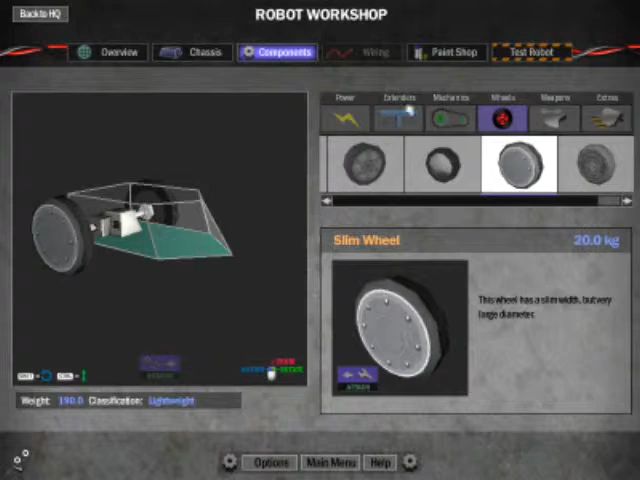 Back to HQ
ROBOT WORKSHOP
Overview
Chassis
Components
Wiring
Paint Shop
Test Robot
Power
Extenders
Mechanics
Wheels
Weapons
Extras
Slim Wheel
20.0 kg
This wheel has a slim width, but very
large diameter.
ATTACH
Weight: 190.0 Classification: Lightweight
Options
Main Menu
Help